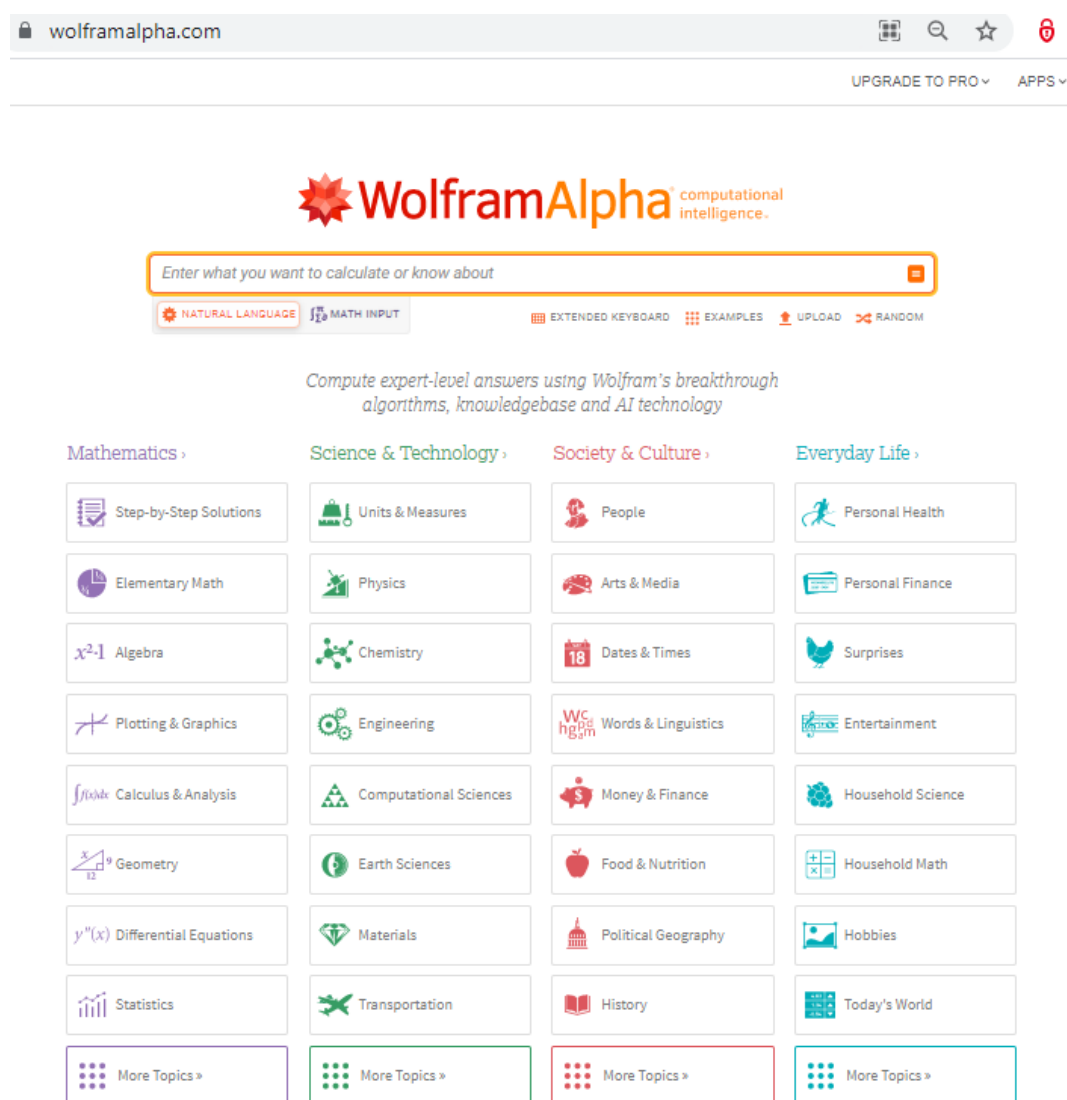 wolframalpha.com
UPGRADE TO PRO
APPS
WolframAlpha computational intelligence.
Enter what you want to calculate or know about
NATURAL LANGUAGE
MATH INPUT
EXTENDED KEYBOARD
EXAMPLES
UPLOAD
RANDOM
Compute expert-level answers using Wolfram's breakthrough
algorithms, knowledgebase and AI technology
Mathematics ›
Science & Technology ›
Society & Culture ›
Everyday Life ›
Step-by-Step Solutions
Units & Measures
People
Personal Health
Elementary Math
Physics
Arts & Media
Personal Finance
x²-1 Algebra
Chemistry
18 Dates & Times
Surprises
Plotting & Graphics
Engineering
Words & Linguistics
Entertainment
∫f(x)dx Calculus & Analysis
Computational Sciences
$ Money & Finance
Household Science
x 9 12 Geometry
Earth Sciences
Food & Nutrition
+ − × = Household Math
y″(x) Differential Equations
Materials
Political Geography
Hobbies
Statistics
Transportation
History
Today's World
More Topics »
More Topics »
More Topics »
More Topics »